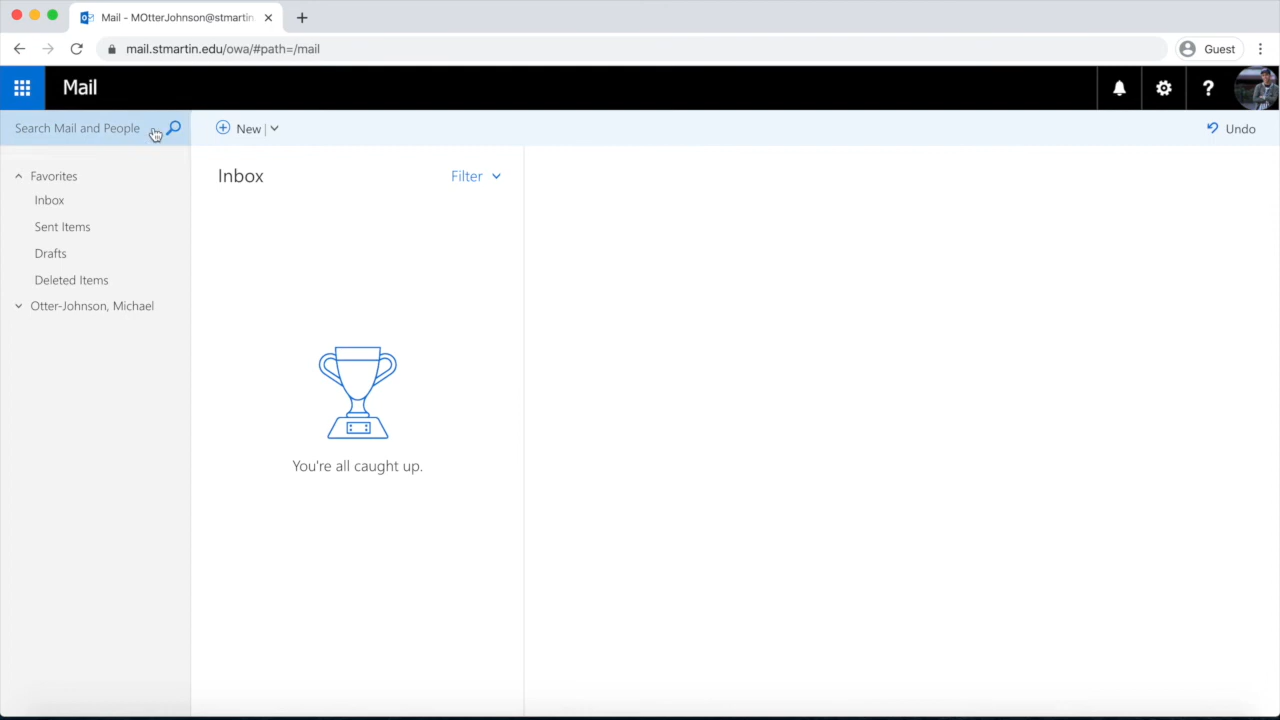 Mail - MOtterJohnson@stmartin.
mail.stmartin.edu/owa/#path=/mail
Guest
Mail
?
Search Mail and People
New
Undo
Favorites
Inbox
Sent Items
Drafts
Deleted Items
Otter-Johnson, Michael
Inbox
Filter
You're all caught up.